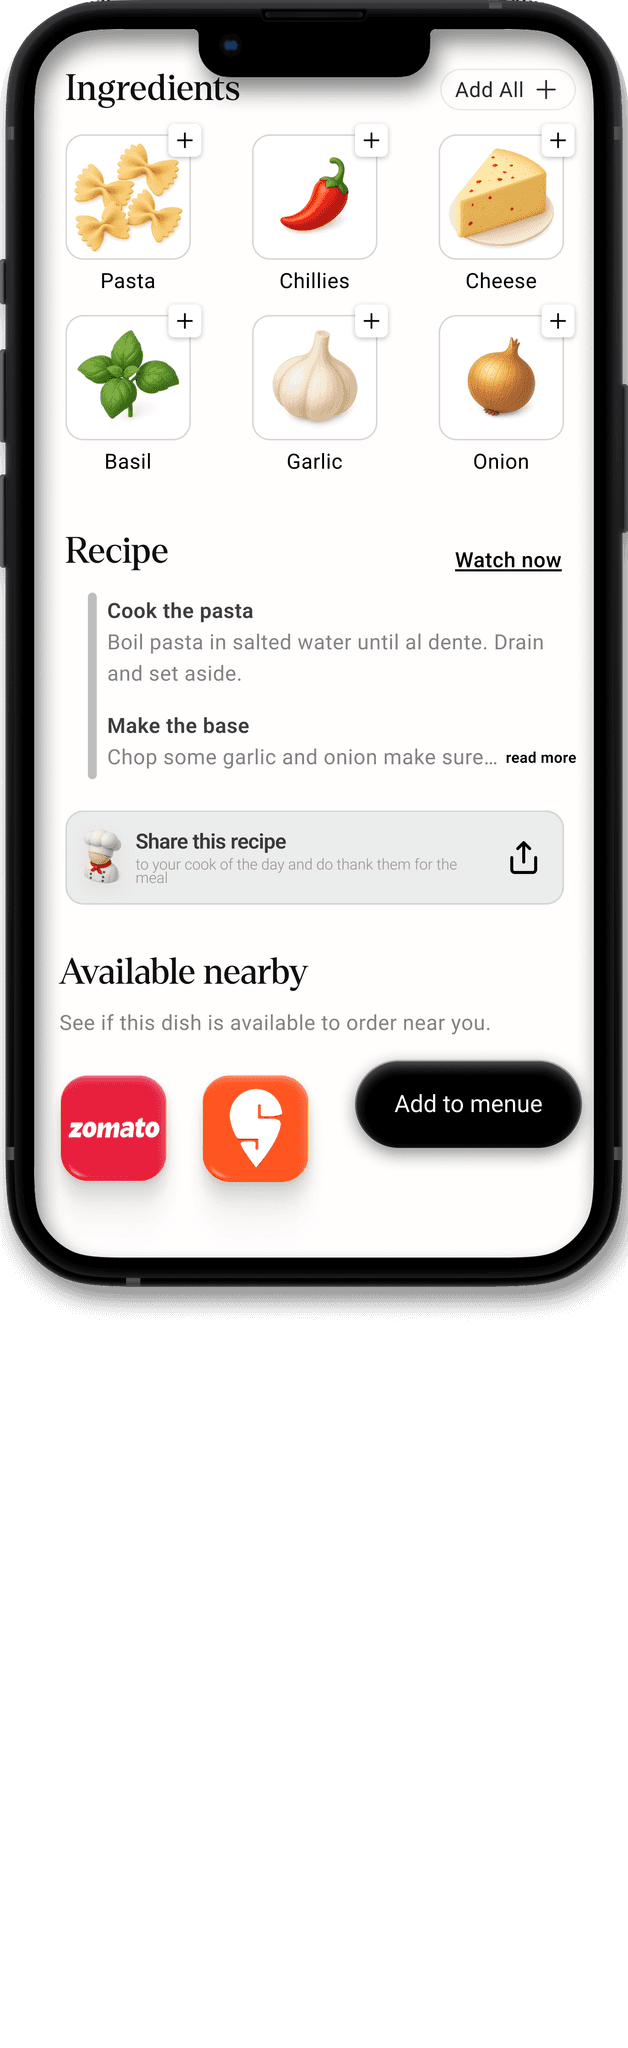 Ingredients
Add All +
Pasta
Chillies
Cheese
Basil
Garlic
Onion
Recipe
Watch now
Cook the pasta
Boil pasta in salted water until al dente. Drain
and set aside.
Make the base
Chop some garlic and onion make sure... read more
Share this recipe
to your cook of the day and do thank them for the
meal
Available nearby
See if this dish is available to order near you.
zomato
Add to menue